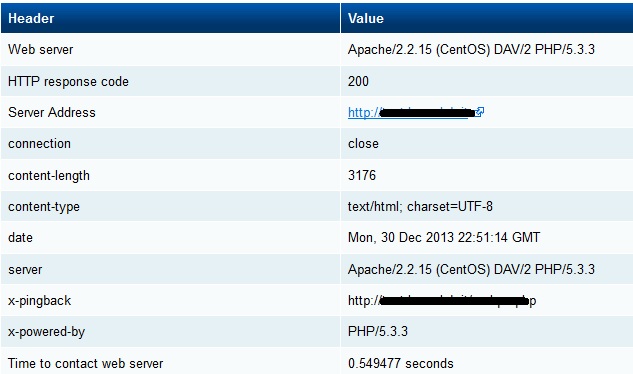 Header Value
Web server Apache/2.2.15 (CentOS) DAV/2 PHP/5.3.3
HTTP response code 200
Server Address http:/
connection close
content-length 3176
content-type text/html; charset=UTF-8
date Mon, 30 Dec 2013 22:51:14 GMT
server Apache/2.2.15 (CentOS) DAV/2 PHP/5.3.3
x-pingback http:/
x-powered-by PHP/5.3.3
Time to contact web server 0.549477 seconds